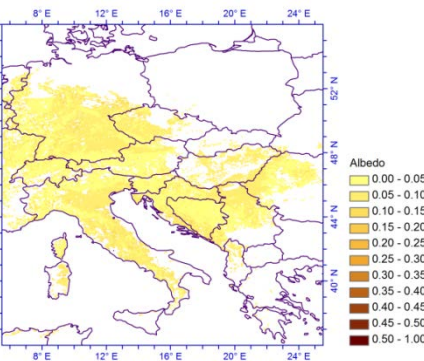 8° E 12° E 16° E 20° E 24° E
52° N
48° N
44° N
40° N
Albedo
0.00 - 0.05
0.05 - 0.10
0.10 - 0.15
0.15 - 0.20
0.20 - 0.25
0.25 - 0.30
0.30 - 0.35
0.35 - 0.40
0.40 - 0.45
0.45 - 0.50
0.50 - 1.00
8° E 12° E 16° E 20° E 24° E